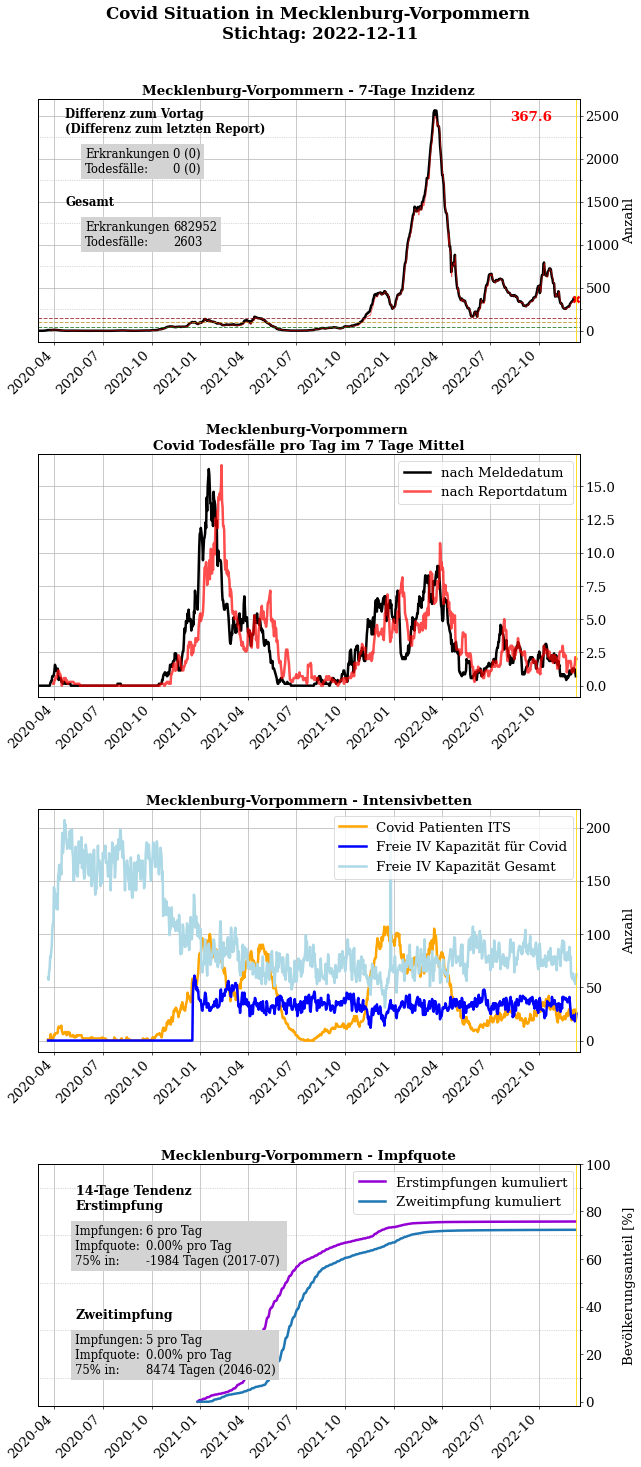 Covid Situation in Mecklenburg-Vorpommern
Stichtag: 2022-12-11
Mecklenburg-Vorpommern - 7-Tage Inzidenz
Differenz zum Vortag
(Differenz zum letzten Report)
Erkrankungen 0 (0)
Todesfälle: 0 (0)
Gesamt
Erkrankungen 682952
Todesfälle: 2603
367.6
2500
2000
1500
1000
500
0
Anzahl
2020-04 2020-07 2020-10 2021-01 2021-04 2021-07 2021-10 2022-01 2022-04 2022-07 2022-10
Mecklenburg-Vorpommern
Covid Todesfälle pro Tag im 7 Tage Mittel
nach Meldedatum
nach Reportdatum
15.0
12.5
10.0
7.5
5.0
2.5
0.0
2020-04 2020-07 2020-10 2021-01 2021-04 2021-07 2021-10 2022-01 2022-04 2022-07 2022-10
Mecklenburg-Vorpommern - Intensivbetten
Covid Patienten ITS
Freie IV Kapazität für Covid
Freie IV Kapazität Gesamt
200
150
100
50
0
Anzahl
2020-04 2020-07 2020-10 2021-01 2021-04 2021-07 2021-10 2022-01 2022-04 2022-07 2022-10
Mecklenburg-Vorpommern - Impfquote
14-Tage Tendenz
Erstimpfung
Impfungen: 6 pro Tag
Impfquote: 0.00% pro Tag
75% in: -1984 Tagen (2017-07)
Zweitimpfung
Impfungen: 5 pro Tag
Impfquote: 0.00% pro Tag
75% in: 8474 Tagen (2046-02)
Erstimpfungen kumuliert
Zweitimpfung kumuliert
100
80
60
40
20
0
Bevölkerungsanteil [%]
2020-04 2020-07 2020-10 2021-01 2021-04 2021-07 2021-10 2022-01 2022-04 2022-07 2022-10